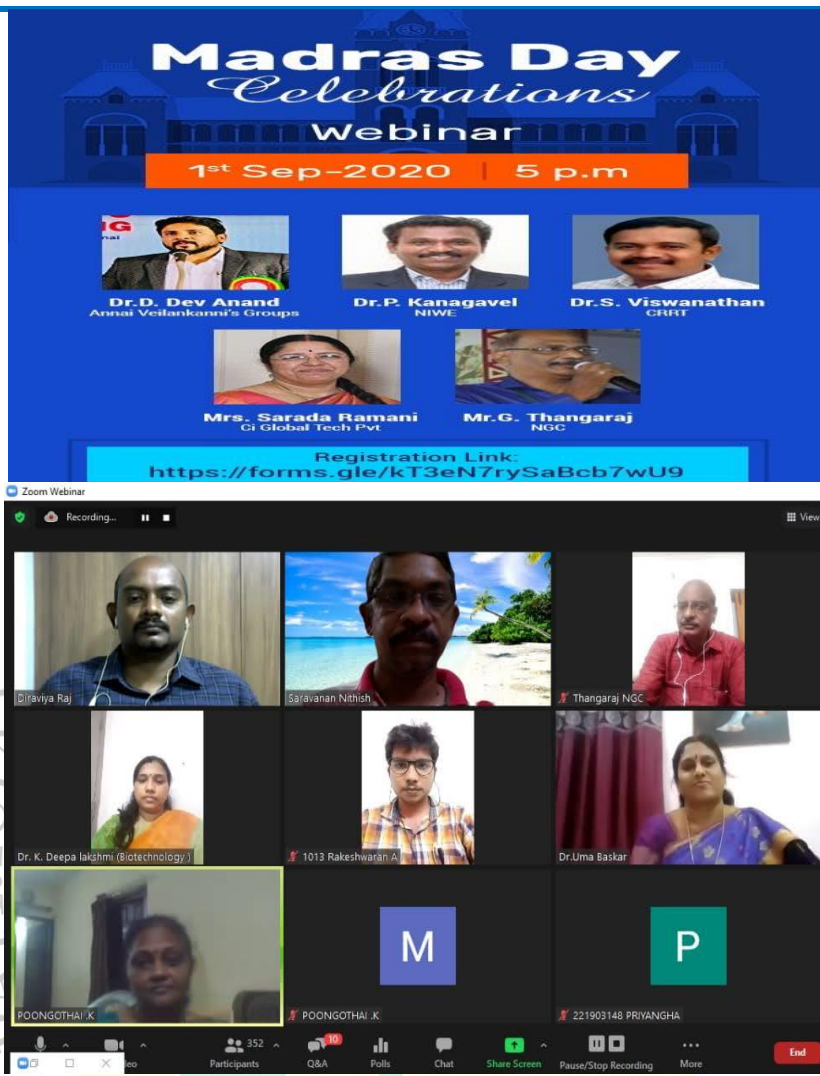 Madras Day
Celebrations
Webinar
1st Sep-2020 | 5 p.m
Dr.D. Dev Anand
Annai Veilankanni's Groups
Dr.P. Kanagavel
NIWE
Dr.S. Viswanathan
CRRT
Mrs. Sarada Ramani
Ci Global Tech Pvt
Mr.G. Thangaraj
NGC
Registration Link:
https://forms.gle/kT3eN7rySaBcb7wU9
Zoom Webinar
Recording...
View
Diraviya Raj
Saravanan Nithish
Thangaraj NGC
Dr. K. Deepa lakshmi (Biotechnology )
1013 Rakeshwaran A
Dr.Uma Baskar
M
P
POONGOTHAI .K
POONGOTHAI .K
221903148 PRIYANGHA
352
10
Participants
Q&A
Polls
Chat
Share Screen
Pause/Stop Recording
More
End